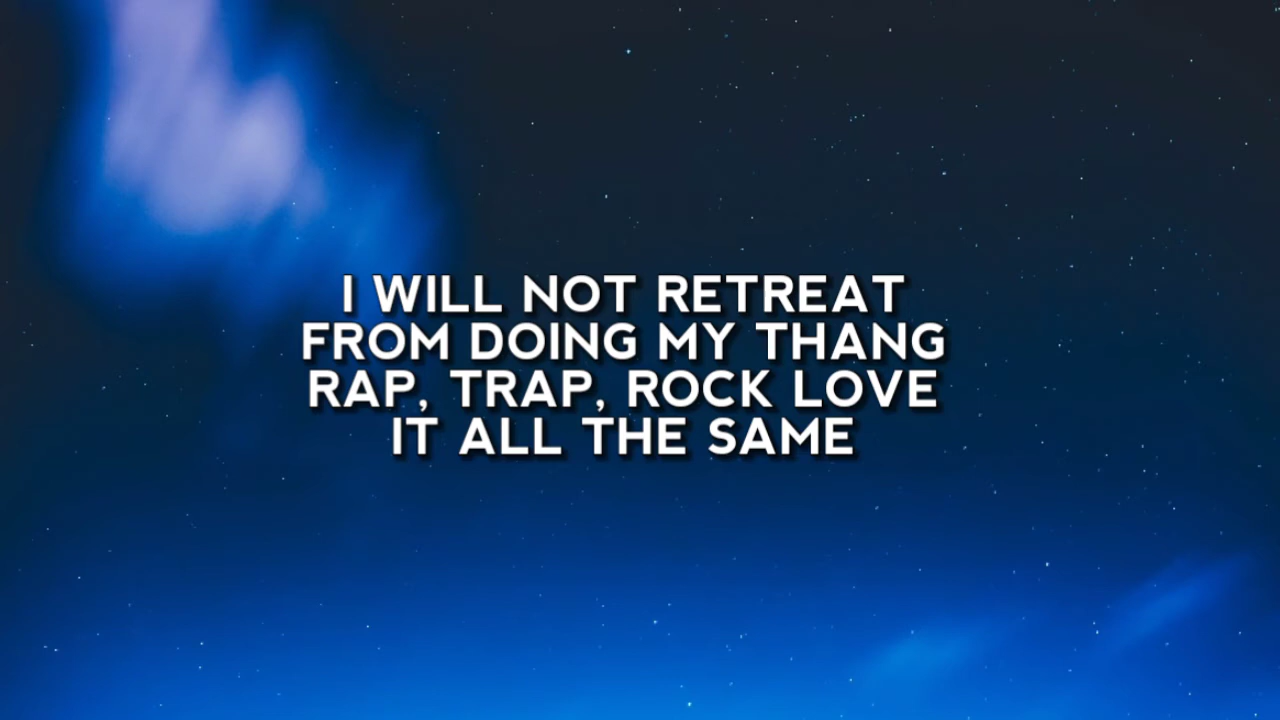 I WILL NOT RETREAT
FROM DOING MY THANG
RAP, TRAP, ROCK LOVE
IT ALL THE SAME